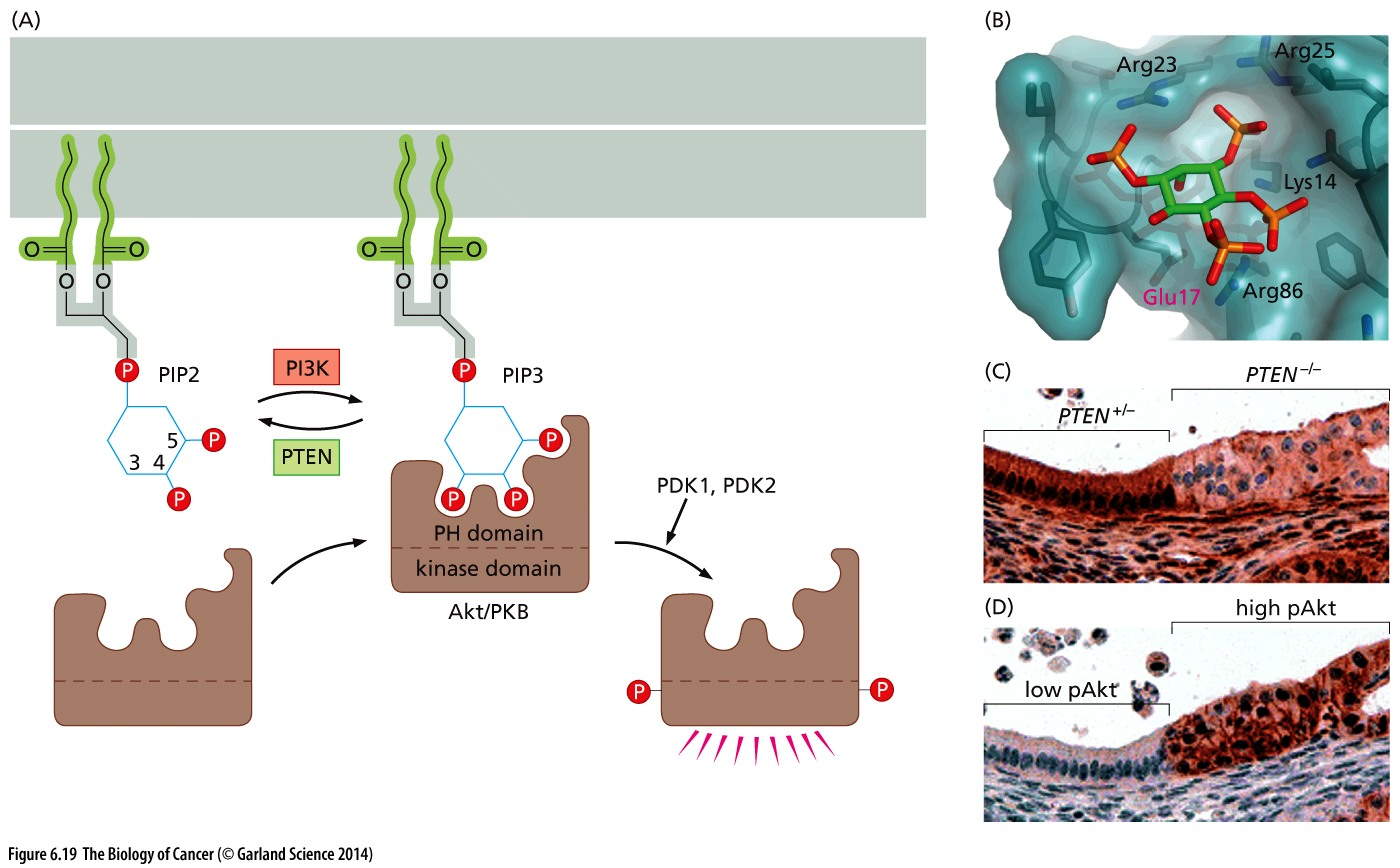 (A)
O
O
O
O
P
PIP2
5
3
4
P
P
PI3K
PTEN
O
O
O
O
P
PIP3
P
P
P
PH domain
kinase domain
Akt/PKB
PDK1, PDK2
P
P
(B)
Arg23
Arg25
Lys14
Glu17
Arg86
(C)
PTEN–/–
PTEN+/–
(D)
high pAkt
low pAkt
Figure 6.19 The Biology of Cancer (© Garland Science 2014)